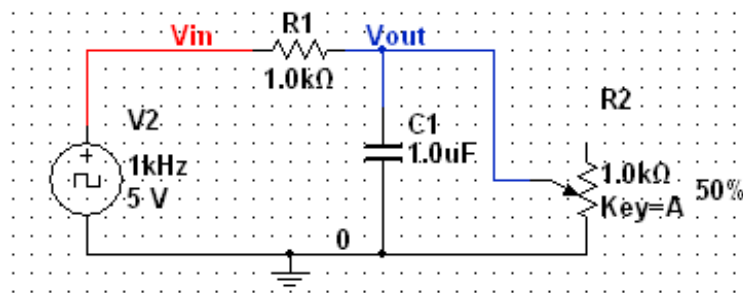 R1
Vin
Vout
1.0kΩ
R2
V2
C1
1kHz
1.0uF
1.0kΩ
50%
5 V
Key=A
0